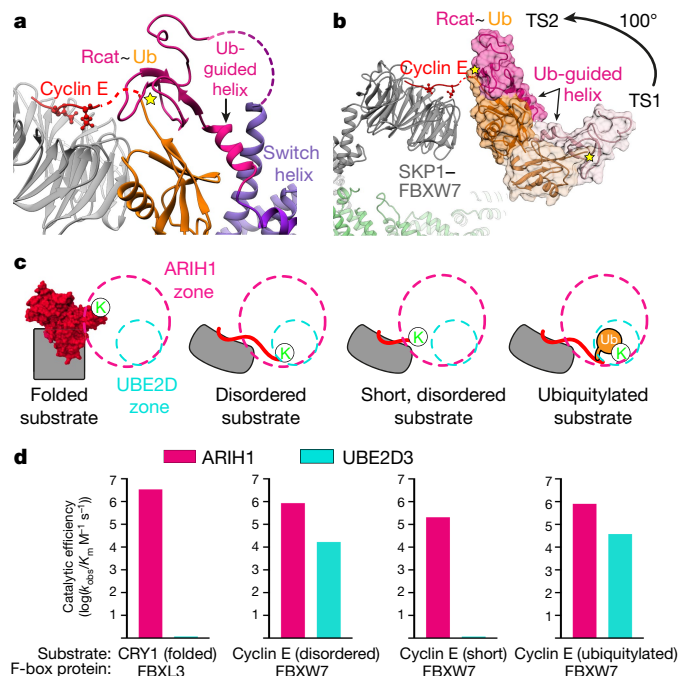 a
Rcat~ Ub
Ub-
guided
helix
Cyclin E
Switch
helix
b
Rcat~ Ub
TS2
100°
Cyclin E
Ub-guided
helix
TS1
SKP1–
FBXW7
c
ARIH1
zone
K
UBE2D
zone
Folded
substrate
K
Disordered
substrate
K
Short, disordered
substrate
Ub
K
Ubiquitylated
substrate
d
ARIH1
UBE2D3
Catalytic efficiency
(log(kobs/Km M–1 s–1))
7
6
5
4
3
2
1
7
6
5
4
3
2
1
7
6
5
4
3
2
1
7
6
5
4
3
2
1
Substrate: CRY1 (folded) Cyclin E (disordered) Cyclin E (short) Cyclin E (ubiquitylated)
F-box protein: FBXL3 FBXW7 FBXW7 FBXW7